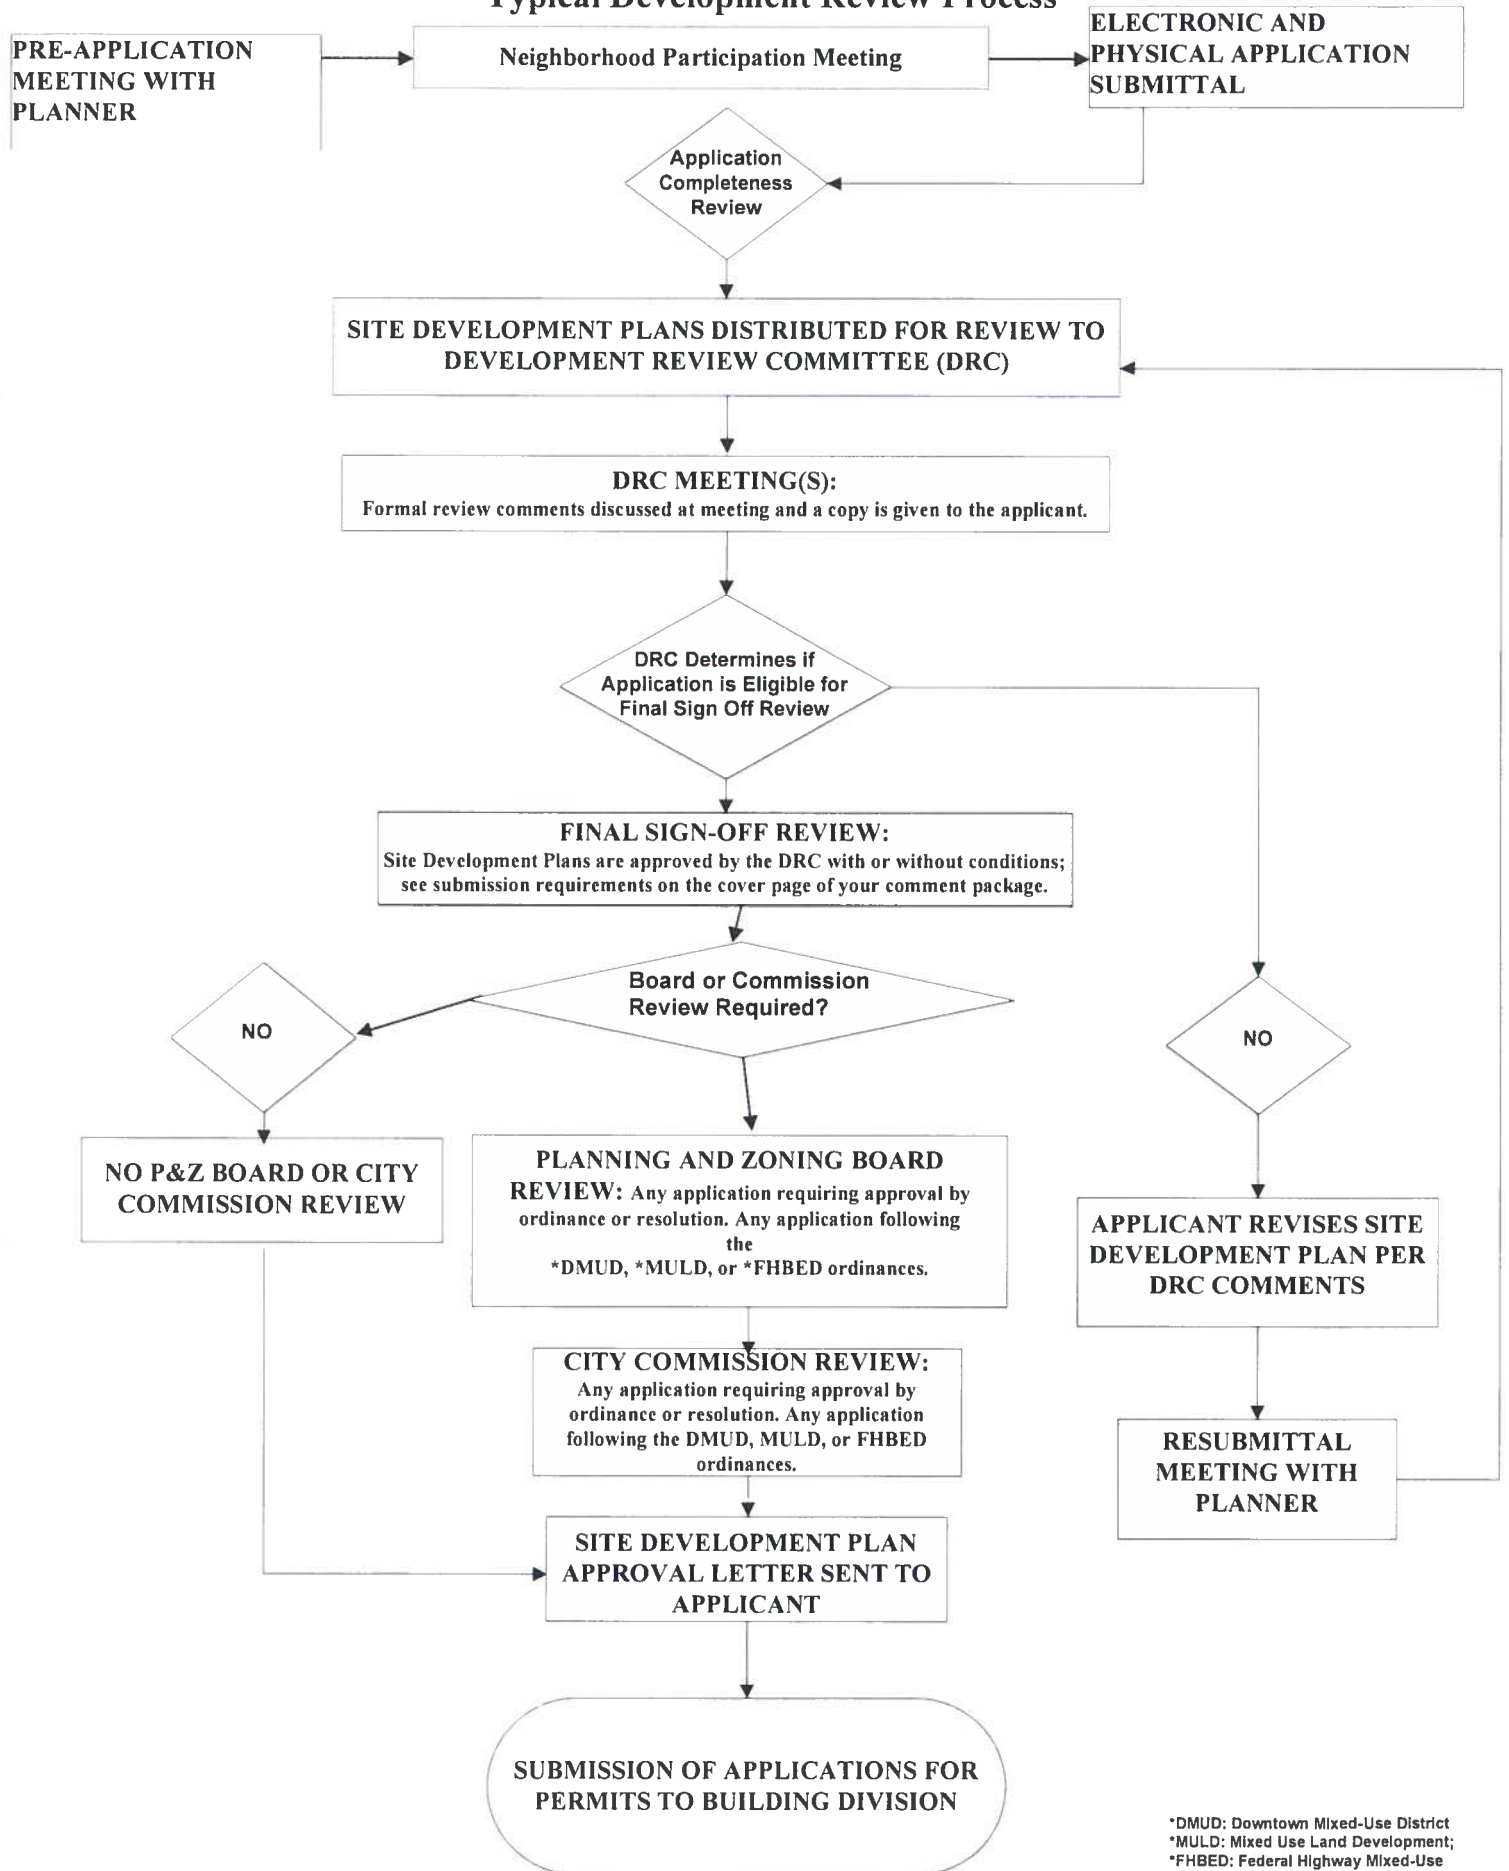 Typical Development Review Process
PRE-APPLICATION
MEETING WITH
PLANNER
Neighborhood Participation Meeting
ELECTRONIC AND
PHYSICAL APPLICATION
SUBMITTAL
Application
Completeness
Review
SITE DEVELOPMENT PLANS DISTRIBUTED FOR REVIEW TO
DEVELOPMENT REVIEW COMMITTEE (DRC)
DRC MEETING(S):
Formal review comments discussed at meeting and a copy is given to the applicant.
DRC Determines if
Application is Eligible for
Final Sign Off Review
FINAL SIGN-OFF REVIEW:
Site Development Plans are approved by the DRC with or without conditions;
see submission requirements on the cover page of your comment package.
Board or Commission
Review Required?
NO
NO
NO P&Z BOARD OR CITY
COMMISSION REVIEW
PLANNING AND ZONING BOARD
REVIEW: Any application requiring approval by
ordinance or resolution. Any application following
the
*DMUD, *MULD, or *FHBED ordinances.
APPLICANT REVISES SITE
DEVELOPMENT PLAN PER
DRC COMMENTS
CITY COMMISSION REVIEW:
Any application requiring approval by
ordinance or resolution. Any application
following the DMUD, MULD, or FHBED
ordinances.
RESUBMITTAL
MEETING WITH
PLANNER
SITE DEVELOPMENT PLAN
APPROVAL LETTER SENT TO
APPLICANT
SUBMISSION OF APPLICATIONS FOR
PERMITS TO BUILDING DIVISION
*DMUD: Downtown Mixed-Use District
*MULD: Mixed Use Land Development;
*FHBED: Federal Highway Mixed-Use